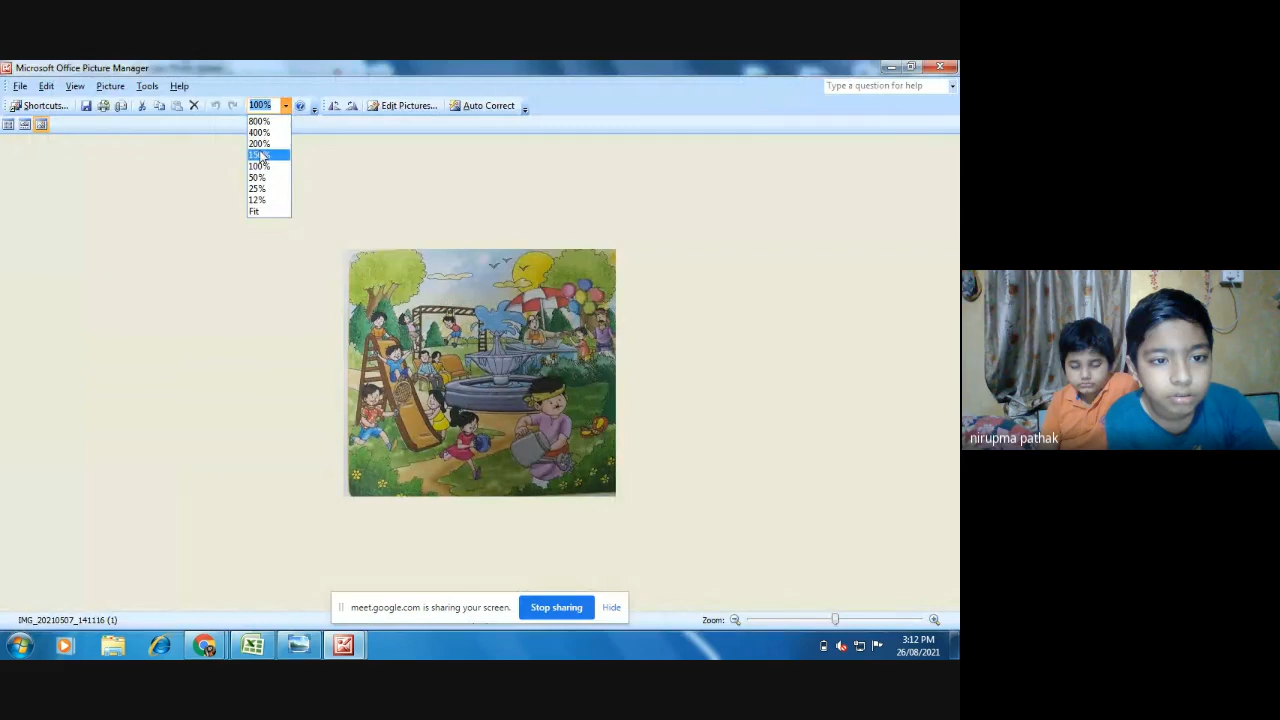 Microsoft Office Picture Manager
File Edit View Picture Tools Help
Type a question for help
Shortcuts...
100%
Edit Pictures...
Auto Correct
800%
400%
200%
150%
100%
50%
25%
12%
Fit
nirupma pathak
meet.google.com is sharing your screen.
Stop sharing
Hide
IMG_20210507_141116 (1)
Zoom:
3:12 PM
26/08/2021